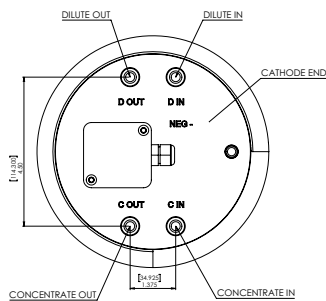 DILUTE OUT
DILUTE IN
CATHODE END
D OUT
D IN
NEG -
[114.300]
4.50
C OUT
C IN
[34.925]
1.375
CONCENTRATE OUT
CONCENTRATE IN